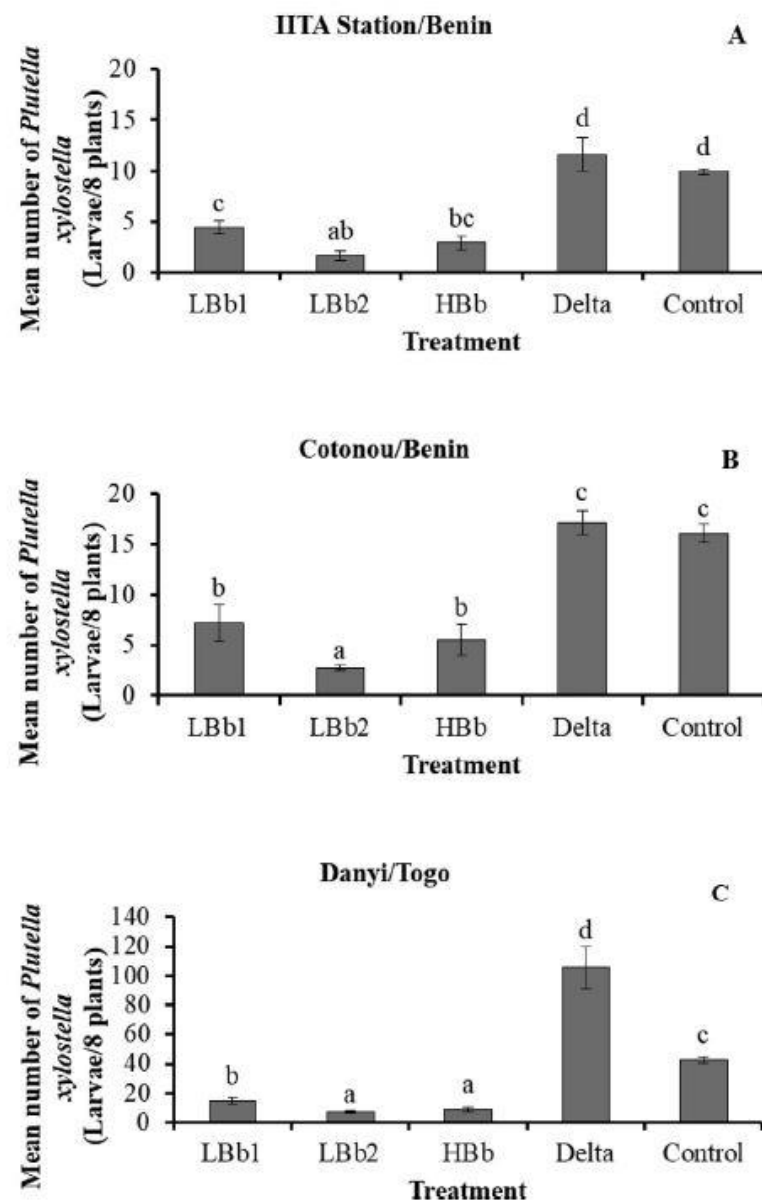 IITA Station/Benin
A
Mean number of Plutella
xylostella
(Larvae/8 plants)
20
15
10
5
0
c
ab
bc
d
d
LBb1 LBb2 HBb Delta Control
Treatment
Cotonou/Benin
B
Mean number of Plutella
xylostella
(Larvae/8 plants)
20
15
10
5
0
b
a
b
c
c
LBb1 LBb2 HBb Delta Control
Treatment
Danyi/Togo
C
Mean number of Plutella
xylostella
(Larvae/8 plants)
140
120
100
80
60
40
20
0
b
a
a
d
c
LBb1 LBb2 HBb Delta Control
Treatment